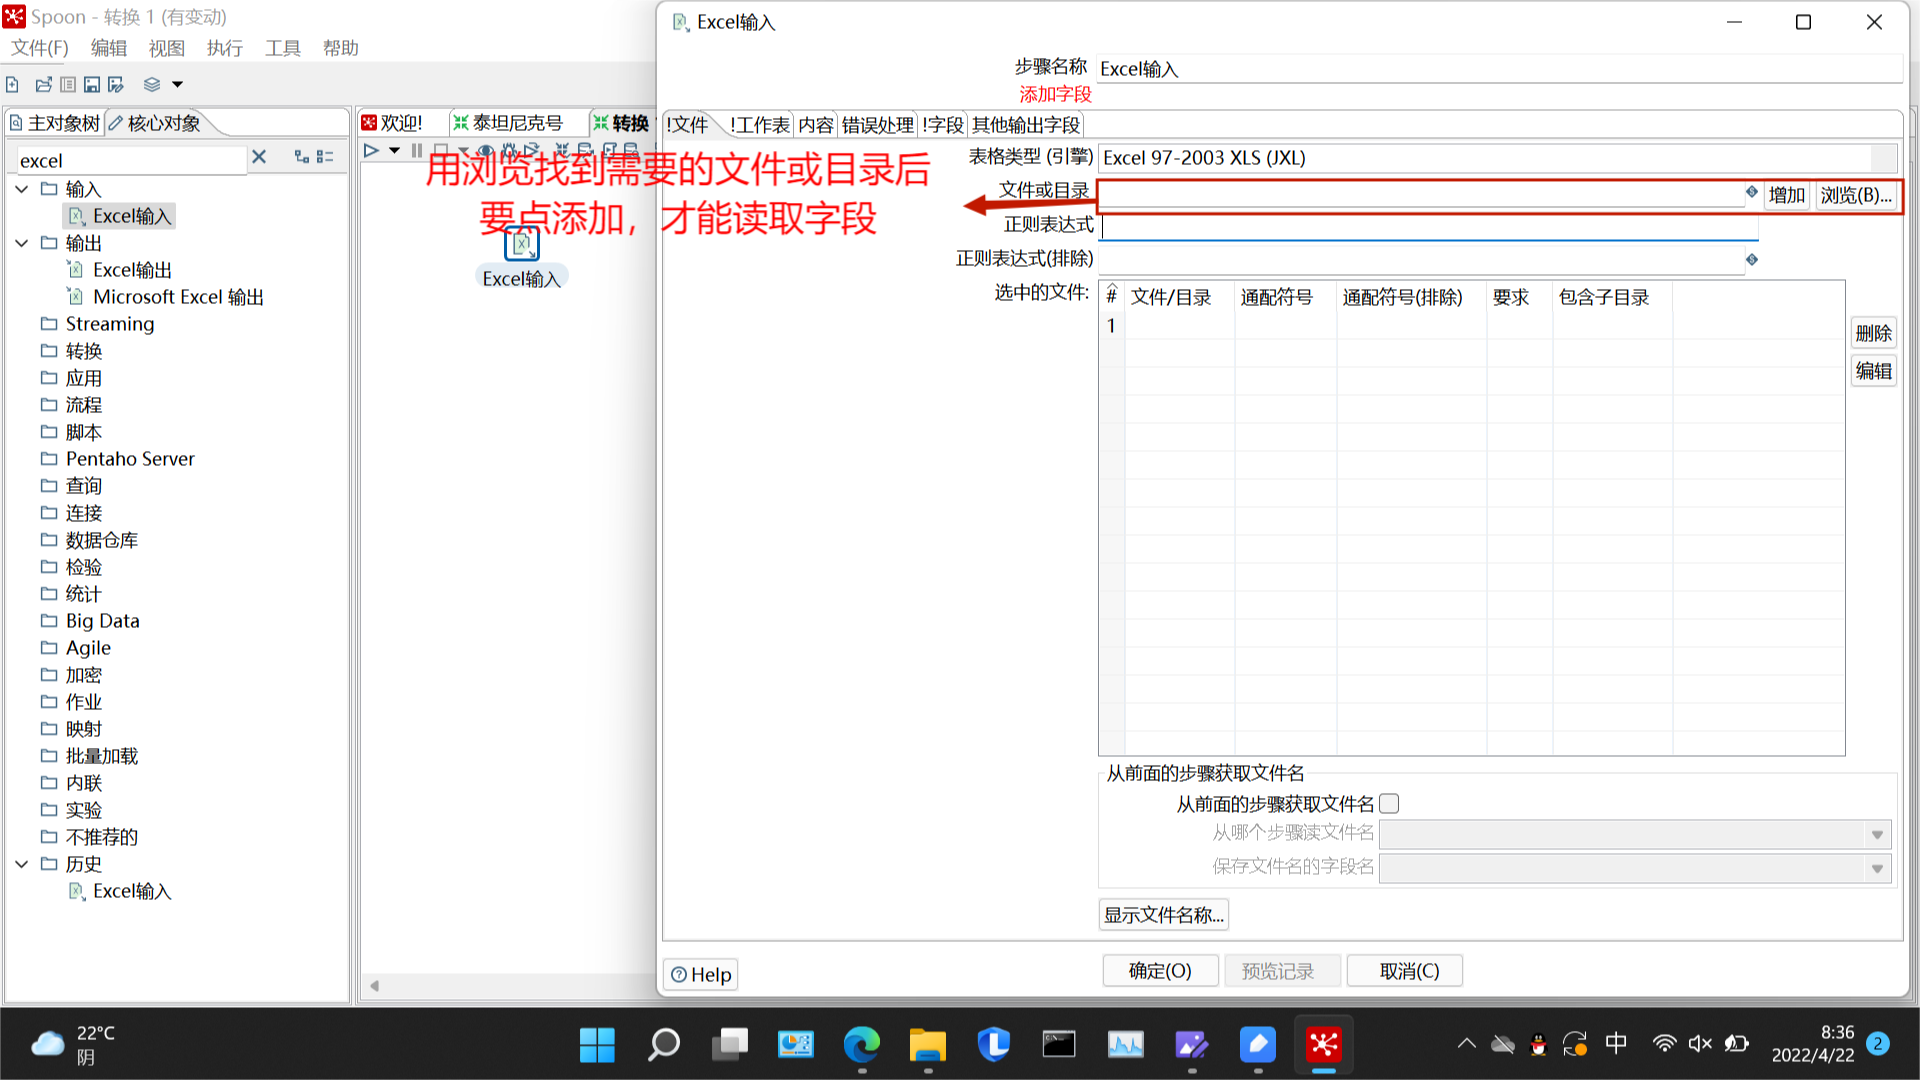 Spoon - 转换 1 (有变动)
文件(F) 编辑 视图 执行 工具 帮助
主对象树 核心对象
excel
输入
Excel输入
输出
Excel输出
Microsoft Excel 输出
Streaming
转换
应用
流程
脚本
Pentaho Server
查询
连接
数据仓库
检验
统计
Big Data
Agile
加密
作业
映射
批量加载
内联
实验
不推荐的
历史
Excel输入
欢迎! 泰坦尼克号 转换
用浏览找到需要的文件或目录后
要点添加，才能读取字段
Excel输入
Excel输入
步骤名称 Excel输入
添加字段
!文件 !工作表 内容 错误处理 !字段 其他输出字段
表格类型 (引擎) Excel 97-2003 XLS (JXL)
文件或目录 增加 浏览(B)...
正则表达式
正则表达式(排除)
选中的文件: # 文件/目录 通配符号 通配符号(排除) 要求 包含子目录
1
删除
编辑
从前面的步骤获取文件名
从前面的步骤获取文件名
从哪个步骤读文件名
保存文件名的字段名
显示文件名称...
Help 确定(O) 预览记录 取消(C)
22°C
阴
中
8:36
2022/4/22
2